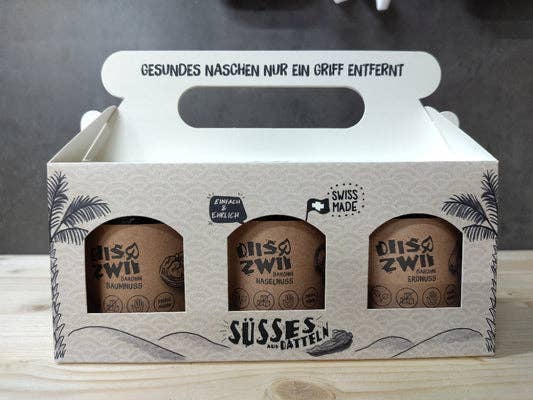 GESUNDES NASCHEN NUR EIN GRIFF ENTFERNT
EINFACH
&
EHRLICH
SWISS
MADE
DIIS
ZWII
BAUMNUSS
DIIS
ZWII
HASELNUSS
DIIS
ZWII
ERDNUSS
SÜSSES
AUS DATTELN